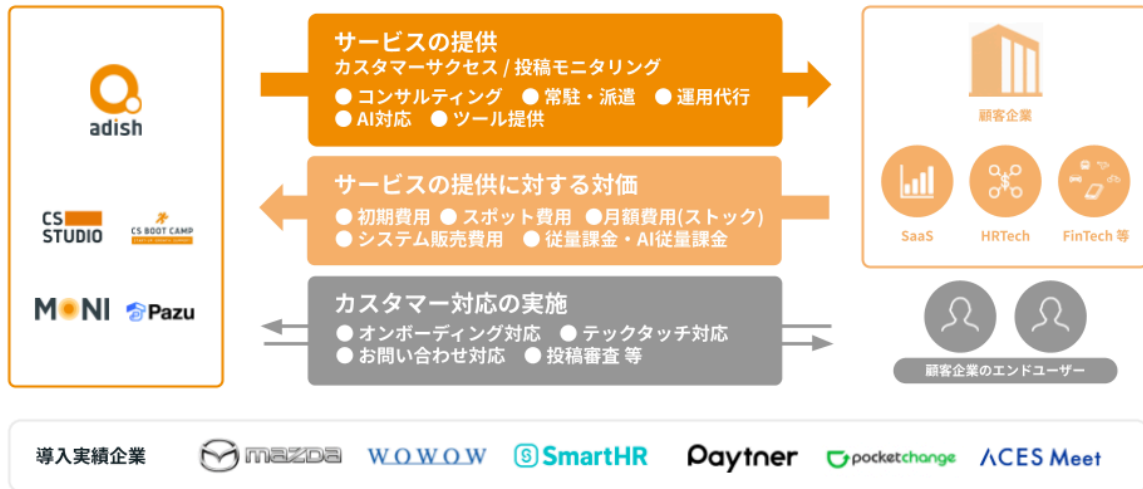 adish
CS
STUDIO
CS BOOT CAMP
MONI
Pazu
サービスの提供
カスタマーサクセス / 投稿モニタリング
● コンサルティング ● 常駐・派遣 ● 運用代行
● AI対応 ● ツール提供
サービスの提供に対する対価
● 初期費用 ● スポット費用 ●月額費用(ストック)
● システム販売費用 ● 従量課金・AI従量課金
カスタマー対応の実施
● オンボーディング対応 ● テックタッチ対応
● お問い合わせ対応 ● 投稿審査 等
顧客企業
SaaS HRTech FinTech 等
顧客企業のエンドユーザー
導入実績企業 mazda WOWOW SmartHR Paytner pocketchange ACES Meet